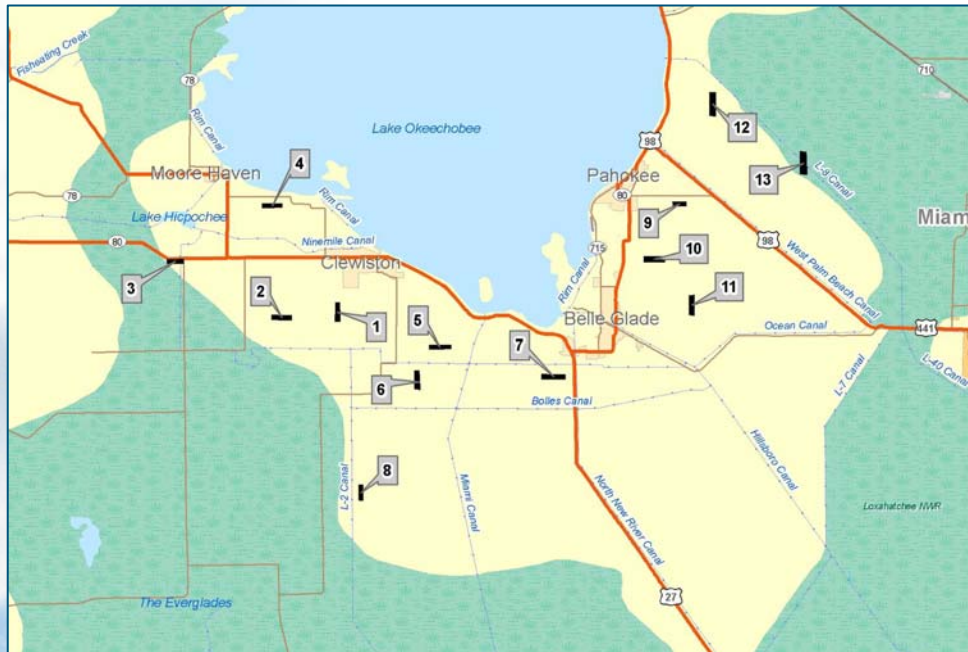 Fisheating Creek
78
710
Rim Canal
Lake Okeechobee
12
98
4
Moore Haven
Pahokee
13
L-8 Canal
78
80
Lake Hicpochee
Rim Canal
9
Miam
80
Ninemile Canal
715
98
10
West Palm Beach Canal
3
Clewiston
Rim Canal
2
1
11
5
Belle Glade
Ocean Canal
441
7
L-40 Canal
6
L-7 Canal
Bolles Canal
Hillsboro Canal
8
L-2 Canal
Miami Canal
North New River Canal
Loxahatchee NWR
The Everglades
27